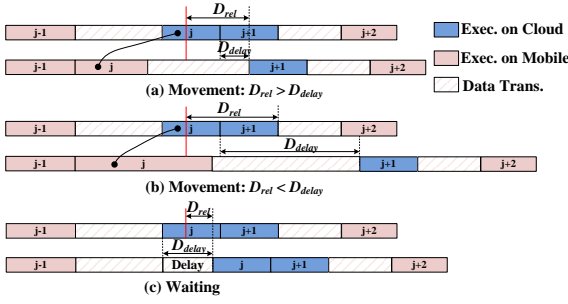 D_rel
j-1 j j+1 j+2 Exec. on Cloud
D_delay
j-1 j j+1 j+2 Exec. on Mobile
(a) Movement: D_rel > D_delay Data Trans.
D_rel
j-1 j j+1 j+2
D_delay
j-1 j j+1 j+2
(b) Movement: D_rel < D_delay
D_rel
j-1 j j+1 j+2
D_delay
j-1 Delay j j+1 j+2
(c) Waiting